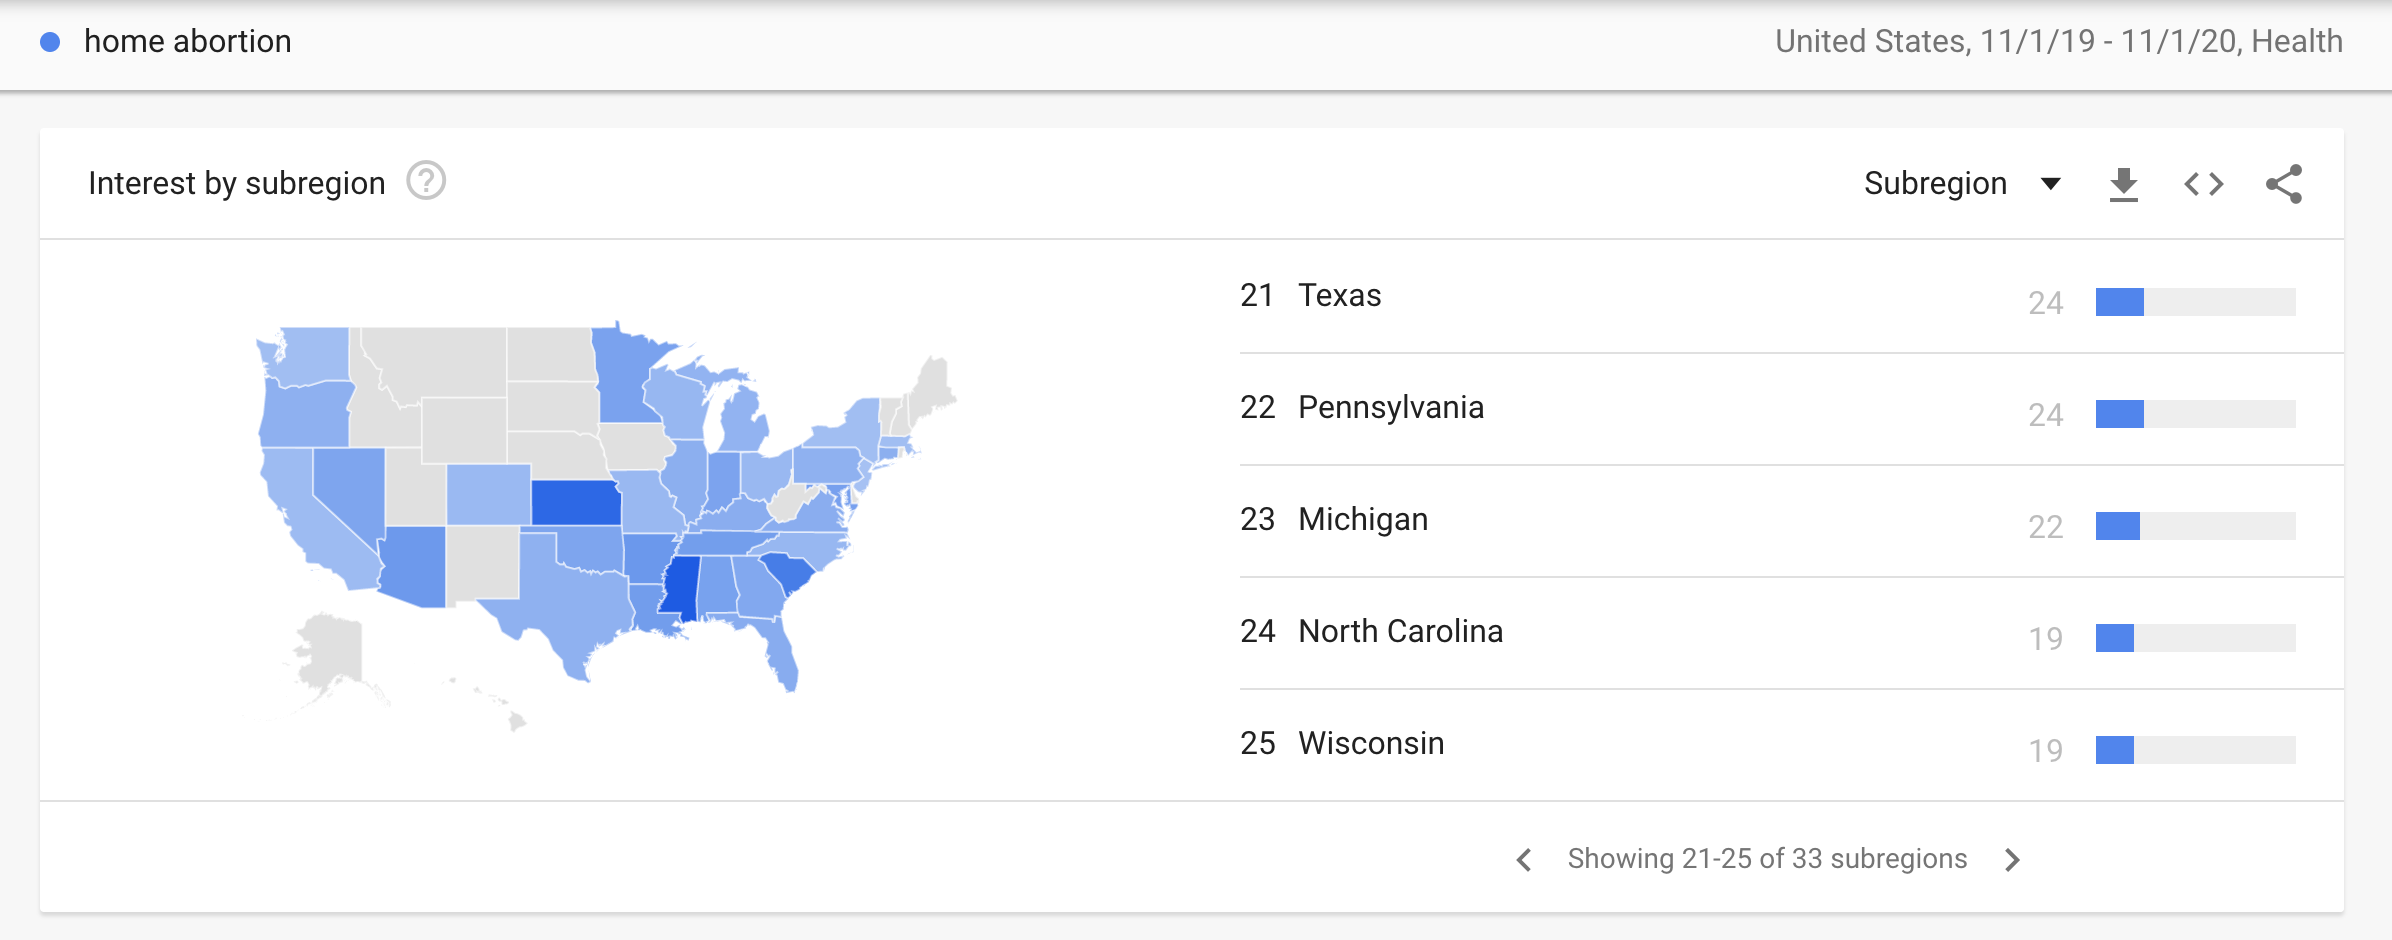 home abortion
United States, 11/1/19 - 11/1/20, Health
Interest by subregion ?
Subregion
21 Texas 24
22 Pennsylvania 24
23 Michigan 22
24 North Carolina 19
25 Wisconsin 19
Showing 21-25 of 33 subregions